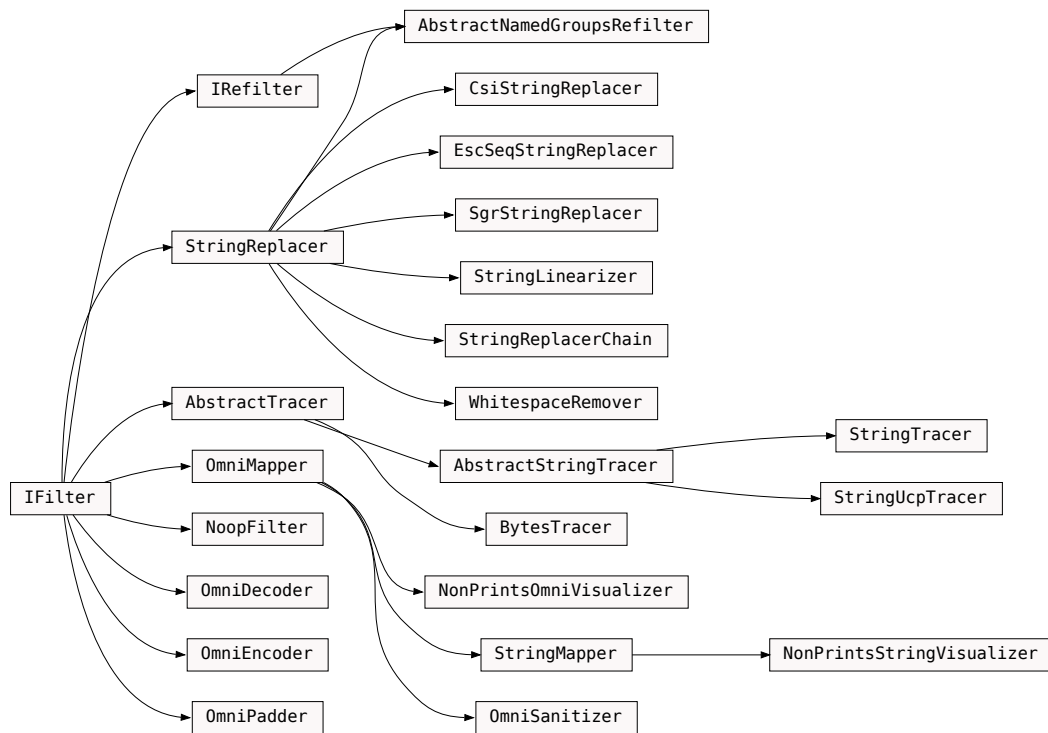 AbstractNamedGroupsRefilter
IRefilter
CsiStringReplacer
EscSeqStringReplacer
SgrStringReplacer
StringReplacer
StringLinearizer
StringReplacerChain
AbstractTracer
WhitespaceRemover
StringTracer
OmniMapper
AbstractStringTracer
IFilter
StringUcpTracer
NoopFilter
BytesTracer
OmniDecoder
NonPrintsOmniVisualizer
OmniEncoder
StringMapper
NonPrintsStringVisualizer
OmniPadder
OmniSanitizer